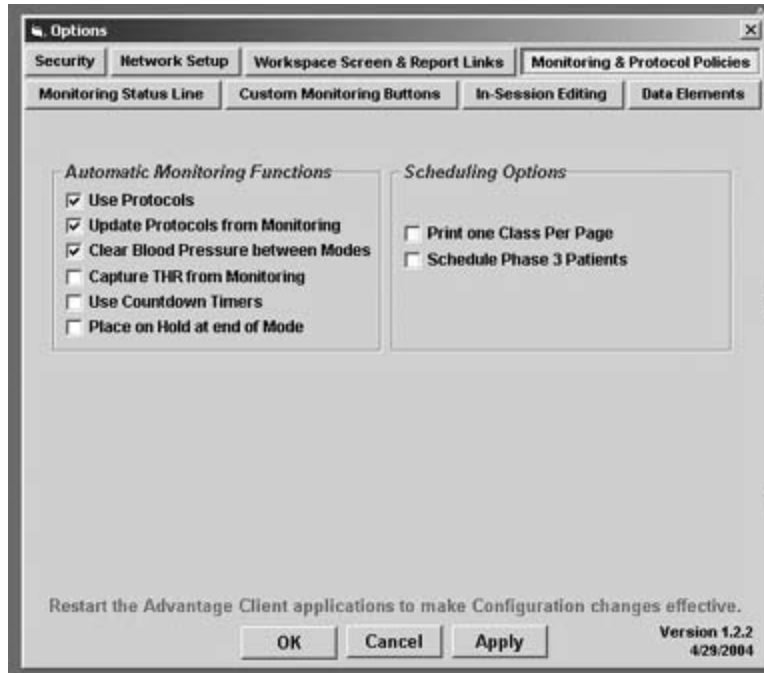 Options
Security Network Setup Workspace Screen & Report Links Monitoring & Protocol Policies
Monitoring Status Line Custom Monitoring Buttons In-Session Editing Data Elements
Automatic Monitoring Functions
Use Protocols
Update Protocols from Monitoring
Clear Blood Pressure between Modes
Capture THR from Monitoring
Use Countdown Timers
Place on Hold at end of Mode
Scheduling Options
Print one Class Per Page
Schedule Phase 3 Patients
Restart the Advantage Client applications to make Configuration changes effective.
OK Cancel Apply
Version 1.2.2
4/29/2004